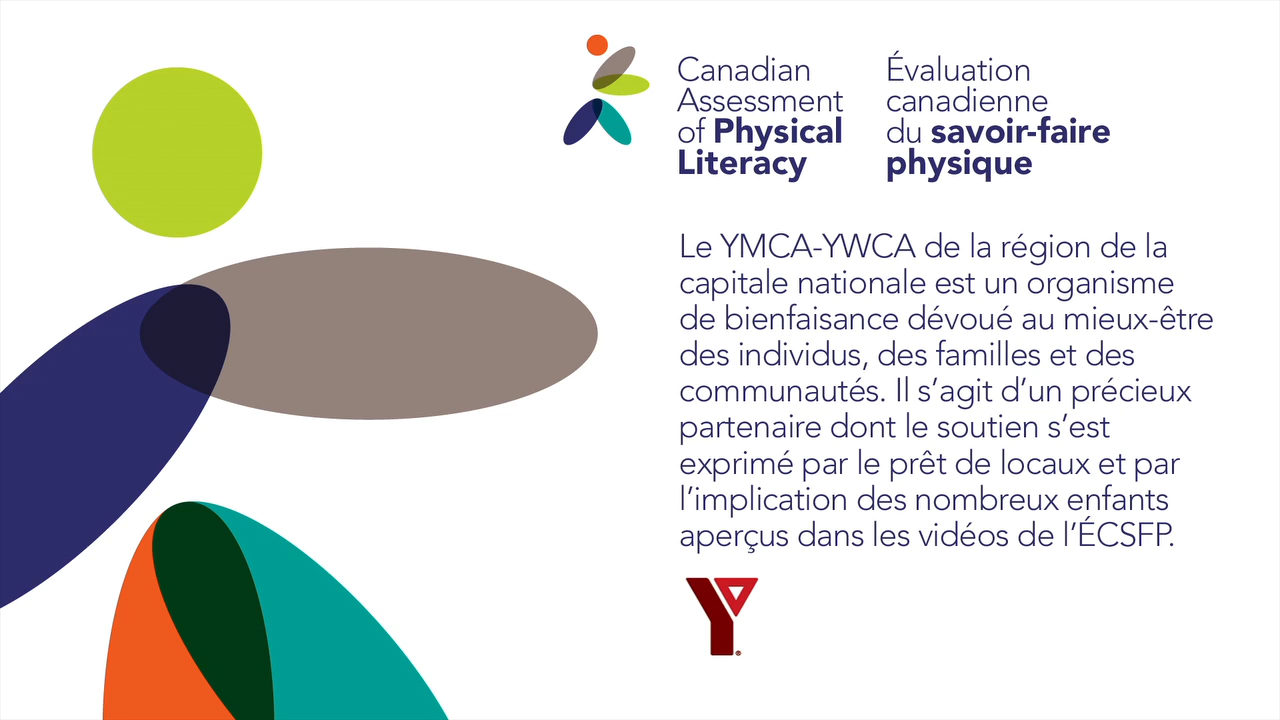 Canadian
Assessment
of Physical
Literacy
Évaluation
canadienne
du savoir-faire
physique
Le YMCA-YWCA de la région de la
capitale nationale est un organisme
de bienfaisance dévoué au mieux-être
des individus, des familles et des
communautés. Il s’agit d’un précieux
partenaire dont le soutien s’est
exprimé par le prêt de locaux et par
l’implication des nombreux enfants
aperçus dans les vidéos de l’ÉCSFP.
Y®